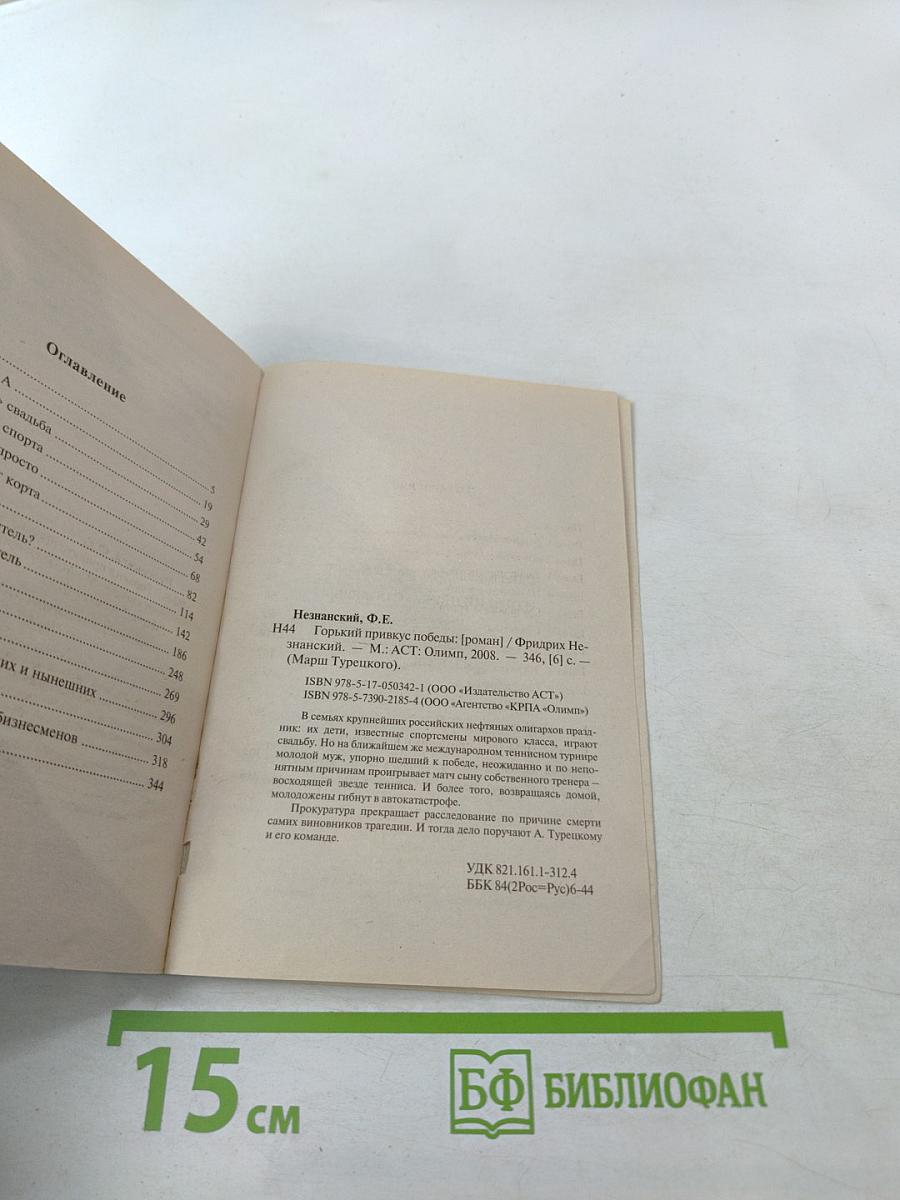 Оглавление
5
А 19
свадьба 29
спорта 42
просто 54
корта 68
тель? 82
тель 114
142
186
248
их и нынешних 269
296
бизнесменов 304
318
344
Незнанский, Ф.Е.
Н44 Горький привкус победы: [роман] / Фридрих Не-
знанский. — М.: АСТ: Олимп, 2008. — 346, [6] с. —
(Марш Турецкого).
ISBN 978-5-17-050342-1 (ООО «Издательство АСТ»)
ISBN 978-5-7390-2185-4 (ООО «Агентство «КРПА «Олимп»)
В семьях крупнейших российских нефтяных олигархов празд-
ник: их дети, известные спортсмены мирового класса, играют
свадьбу. Но на ближайшем же международном теннисном турнире
молодой муж, упорно шедший к победе, неожиданно и по непо-
нятным причинам проигрывает матч сыну собственного тренера –
восходящей звезде тенниса. И более того, возвращаясь домой,
молодожены гибнут в автокатастрофе.
Прокуратура прекращает расследование по причине смерти
самих виновников трагедии. И тогда дело поручают А. Турецкому
и его команде.
УДК 821.161.1-312.4
ББК 84(2Рос=Рус)6-44
15 см
БФ БИБЛИОФАН